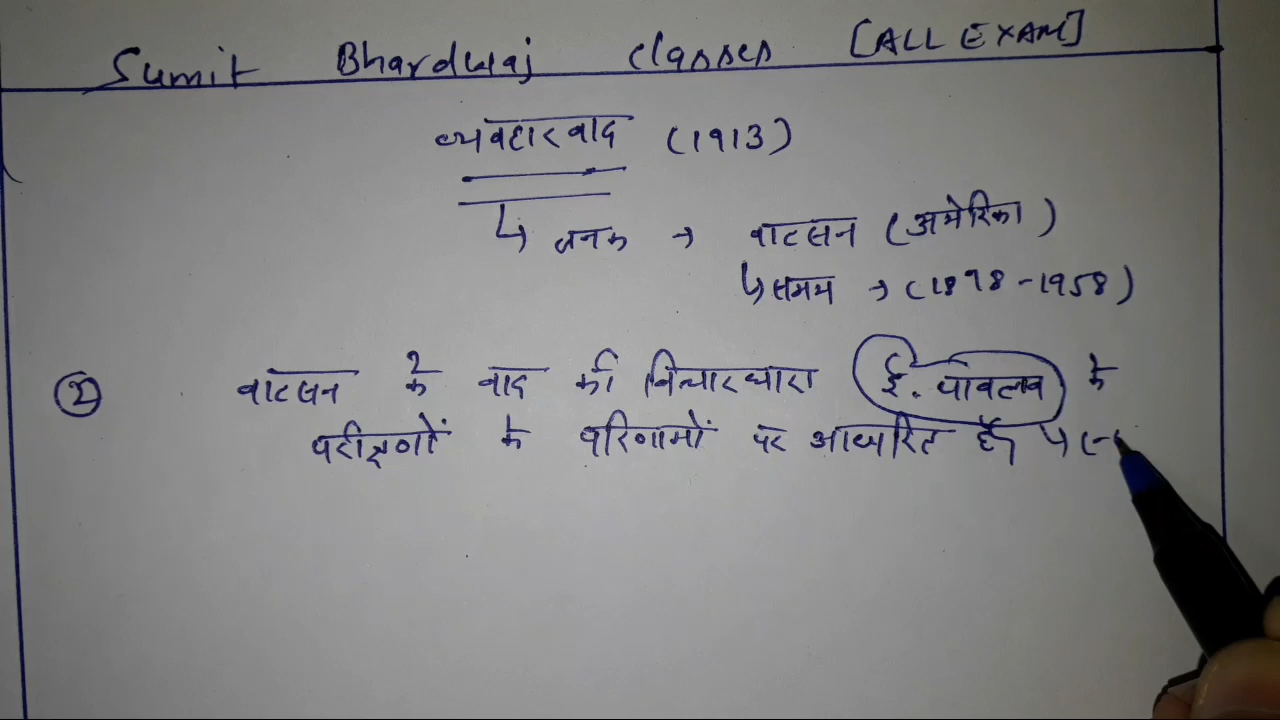 Sumit Bhardwaj Classes [ALL EXAM]
व्यवहारवाद (1913)
↳ जनक → वाटसन (अमेरिका)
↳ समय → (1878-1958)
② वाटसन के वाद की विचारधारा ई. पावलव के
परीक्षणों के परिणामों पर आधारित है